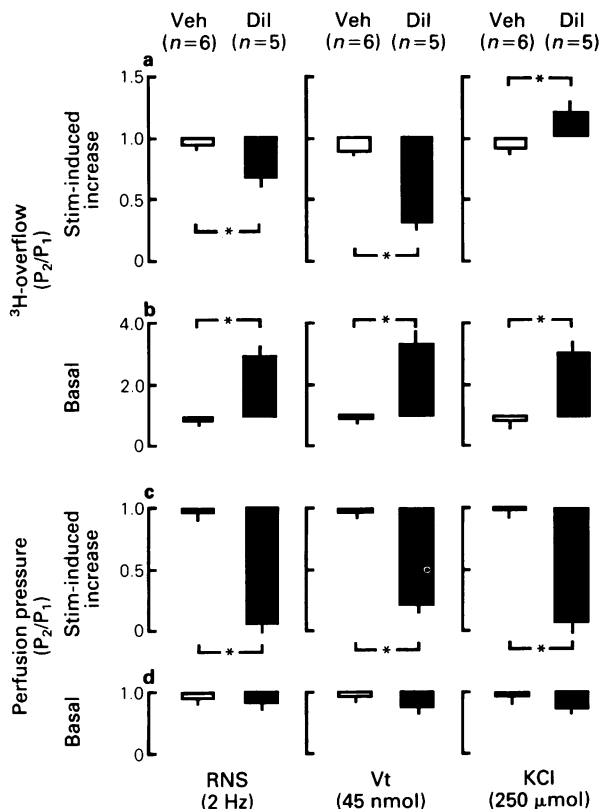 Veh Dil Veh Dil Veh Dil
(n=6) (n=5) (n=6) (n=5) (n=6) (n=5)
a
1.5
1.0
0.5
0
*
*
*
Stim-induced
increase
³H-overflow
(P₂/P₁)
b
4.0
2.0
0
*
*
*
Basal
c
1.0
0.5
0
*
*
*
Stim-induced
increase
Perfusion pressure
(P₂/P₁)
d
1.0
0
Basal
RNS Vt KCl
(2 Hz) (45 nmol) (250 μmol)